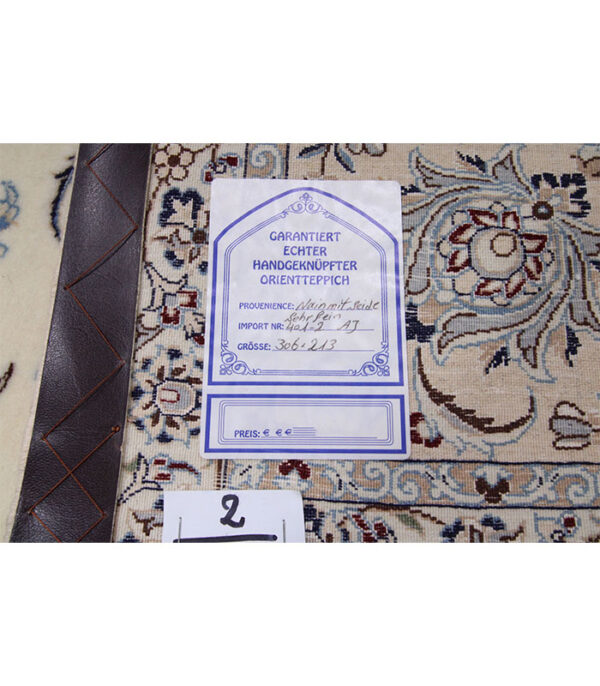 GARANTIERT
ECHTER
HANDGEKNÜPFTER
ORIENTTEPPICH
PROVENIENCE: Nain mit Seide
Sehr Fein
IMPORT NR: 401-2 AJ
GRÖSSE: 306 x 213
PREIS: € € €
2